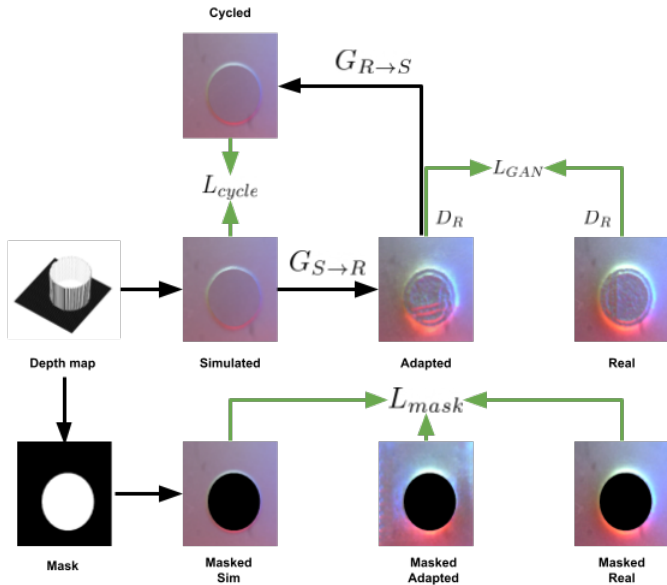 Cycled
G_{R→S}
L_{cycle}
L_{GAN}
D_R
D_R
G_{S→R}
Depth map
Simulated
Adapted
Real
L_{mask}
Mask
Masked
Sim
Masked
Adapted
Masked
Real